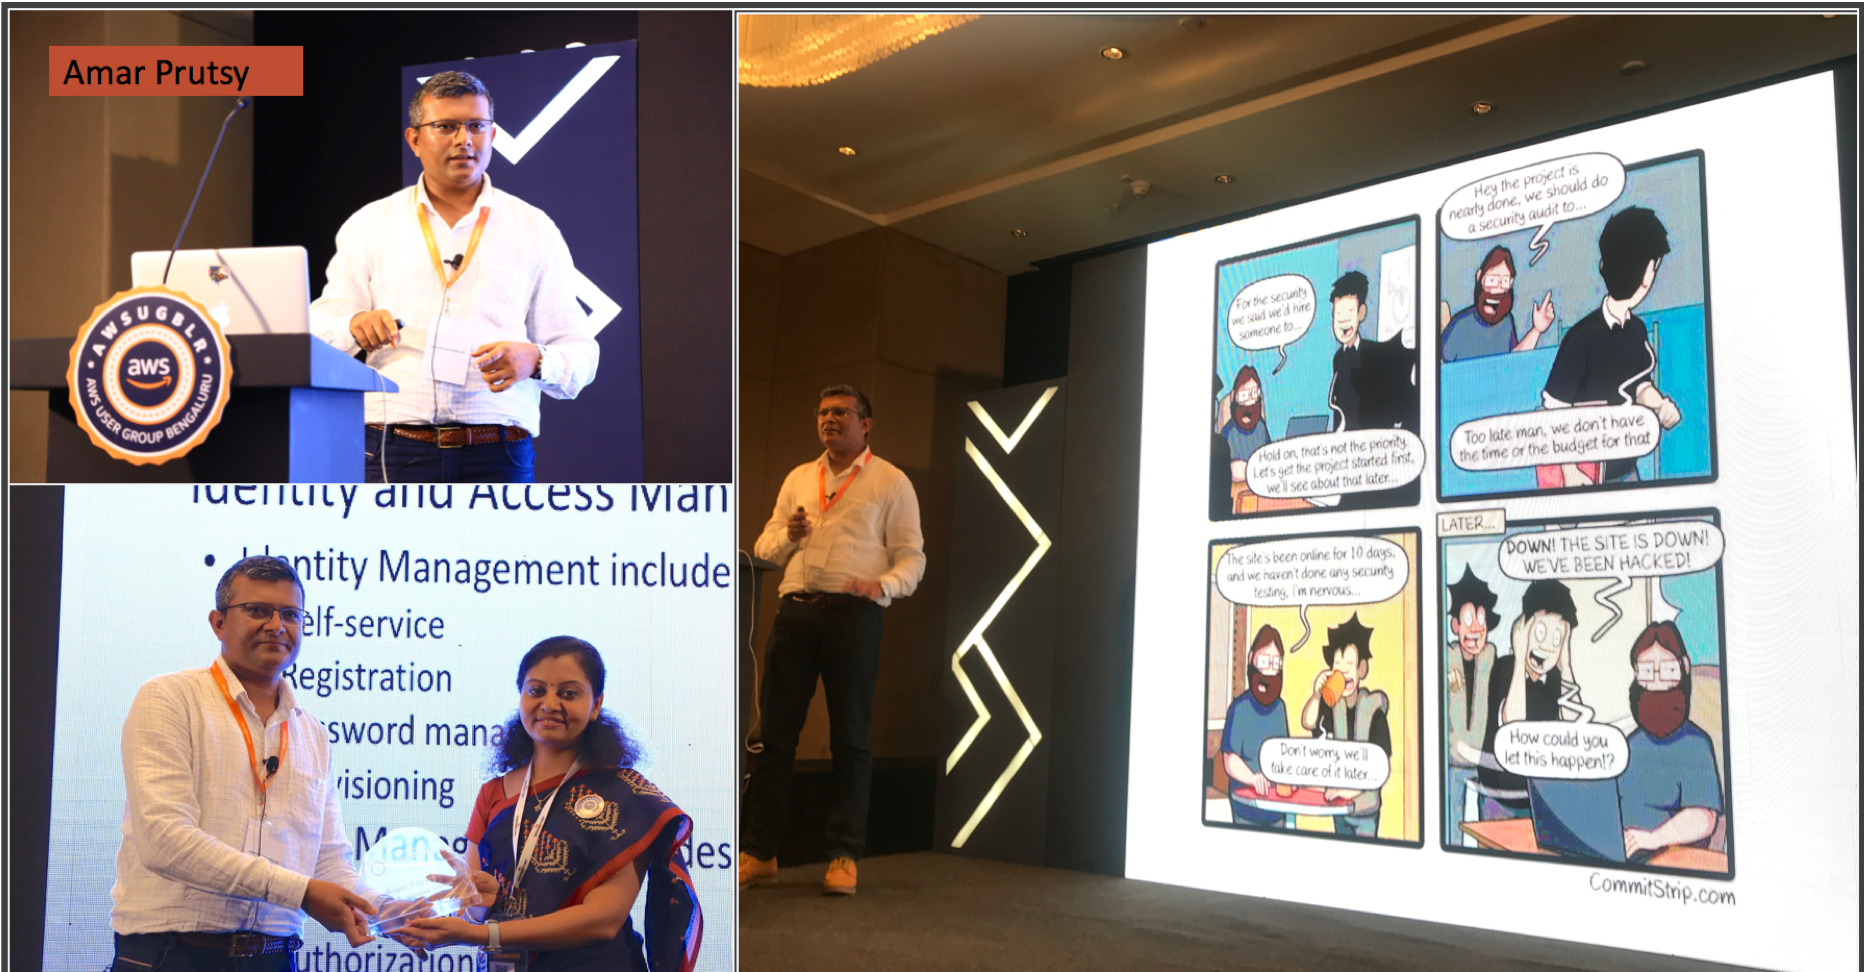 Amar Prutsy
AWSUGBLR
aws
AWS USER GROUP BENGALURU
Identity and Access Man
Identity Management include
elf-service
Registration
sword mana
visioning
Manag
des
uthorization
For the security
we said we'd hire
someone to...
Hold on, that's not the priority.
Let's get the project started first,
we'll see about that later...
Hey the project is
nearly done, we should do
a security audit to...
Too late man, we don't have
the time or the budget for that
The site's been online for 10 days,
and we haven't done any security
testing, I'm nervous...
Don't worry, we'll
take care of it later...
LATER...
DOWN! THE SITE IS DOWN!
WE'VE BEEN HACKED!
How could you
let this happen!?
CommitStrip.com